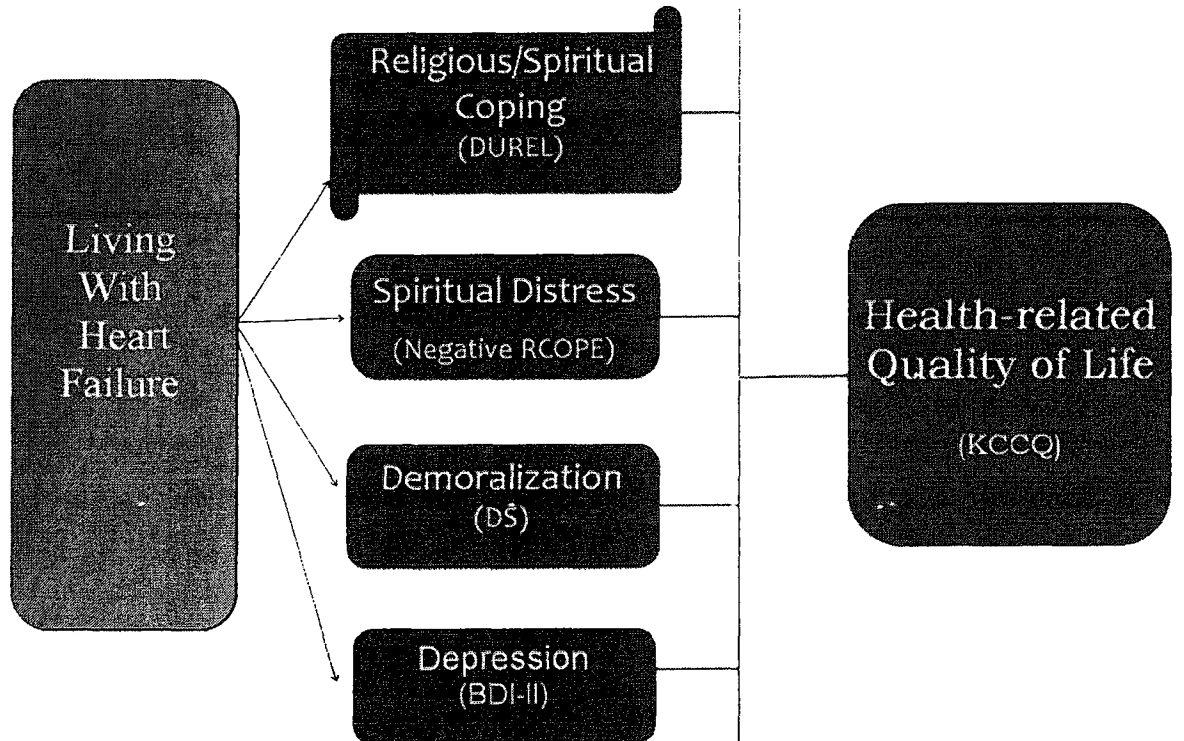 Living
With
Heart
Failure
Religious/Spiritual
Coping
(DUREL)
Spiritual Distress
(Negative RCOPE)
Demoralization
(DS)
Depression
(BDI-II)
Health-related
Quality of Life
(KCCQ)